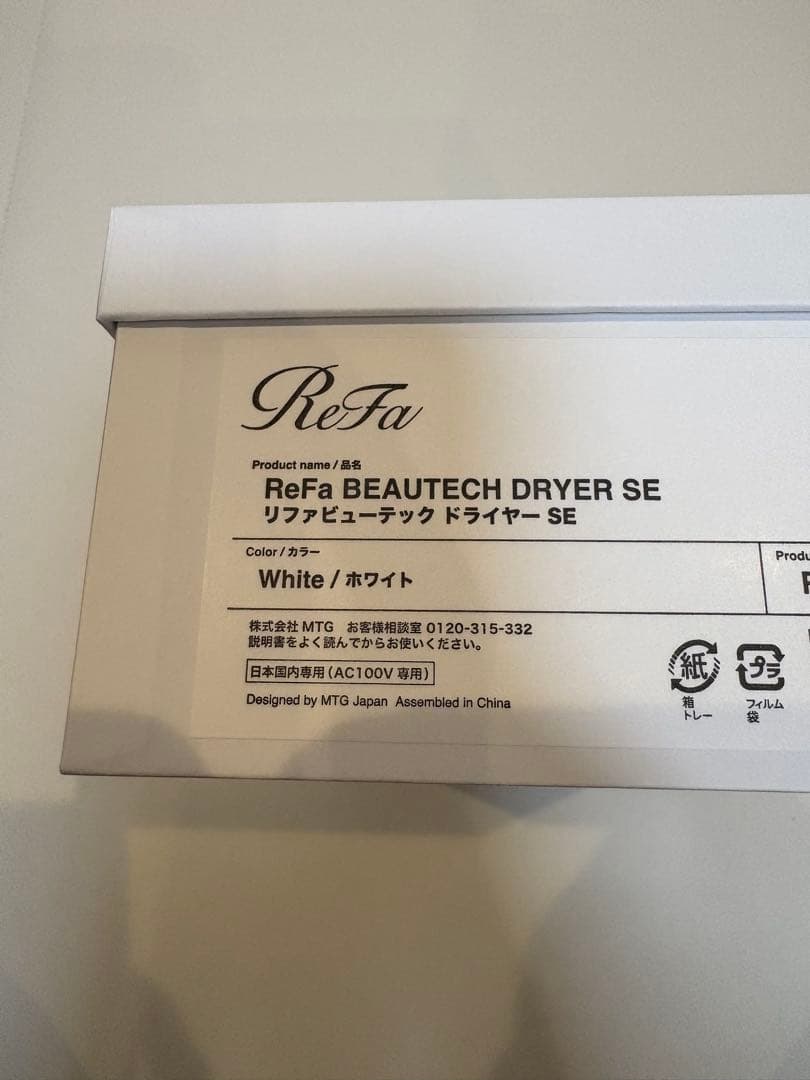 ReFa
Product name / 品名
ReFa BEAUTECH DRYER SE
リファビューテック ドライヤー SE
Color / カラー
White / ホワイト
株式会社 MTG お客様相談室 0120-315-332
説明書をよく読んでからお使いください。
日本国内専用(AC100V 専用)
Designed by MTG Japan Assembled in China
紙
箱
トレー
プラ
フィルム
袋